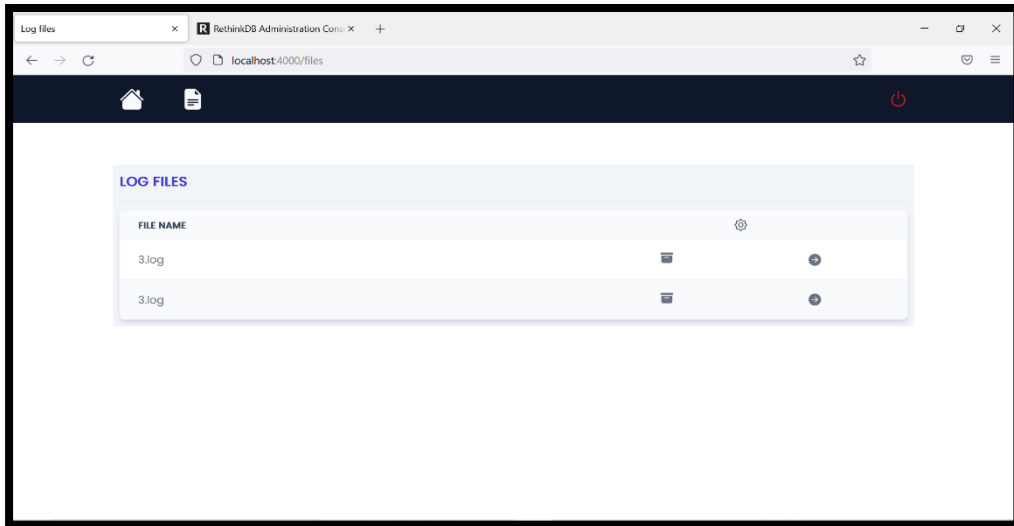 Log files
RethinkDB Administration Cons
localhost:4000/files
LOG FILES
FILE NAME
3.log
3.log